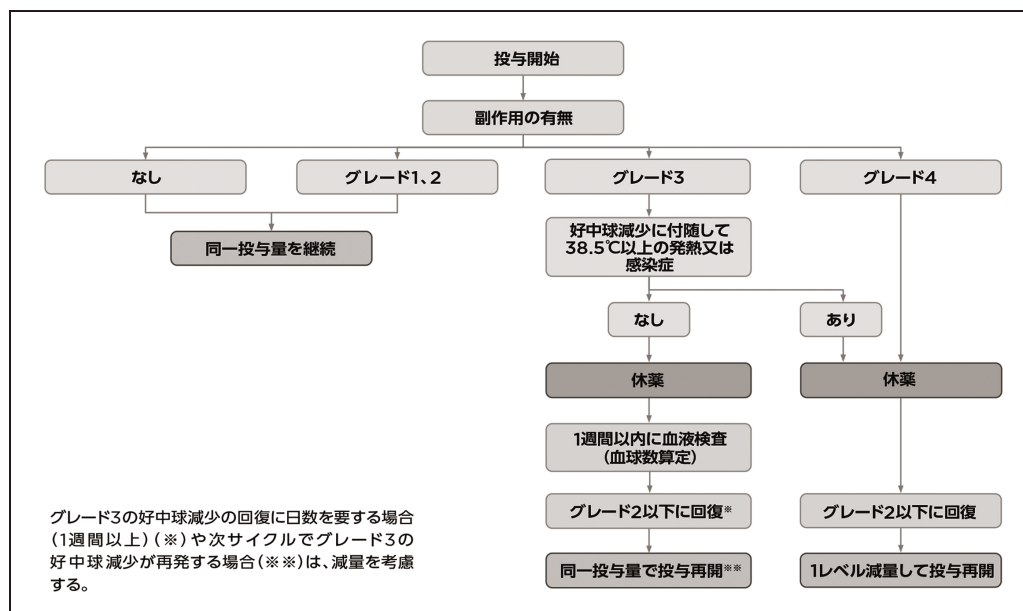 投与開始
副作用の有無
なし
グレード1、2
グレード3
グレード4
同一投与量を継続
好中球減少に付随して
38.5℃以上の発熱又は
感染症
なし
あり
休薬
休薬
1週間以内に血液検査
（血球数算定）
グレード2以下に回復※
グレード2以下に回復
同一投与量で投与再開※※
1レベル減量して投与再開
グレード3の好中球減少の回復に日数を要する場合
（1週間以上）（※）や次サイクルでグレード3の
好中球減少が再発する場合（※※）は、減量を考慮
する。